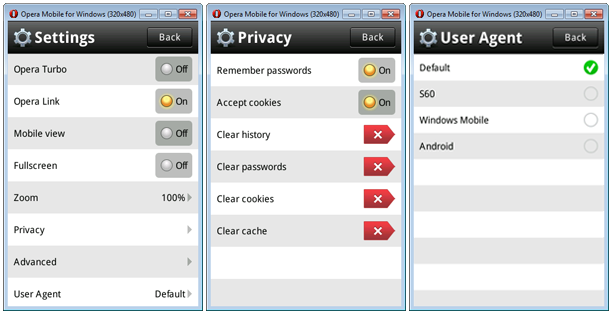 Opera Mobile for Windows (320x480)
Settings
Back
Opera Turbo
Off
Opera Link
On
Mobile view
Off
Fullscreen
Off
Zoom
100%
Privacy
Advanced
User Agent
Default
Opera Mobile for Windows (320x480)
Privacy
Back
Remember passwords
On
Accept cookies
On
Clear history
Clear passwords
Clear cookies
Clear cache
Opera Mobile for Windows (320x480)
User Agent
Back
Default
S60
Windows Mobile
Android